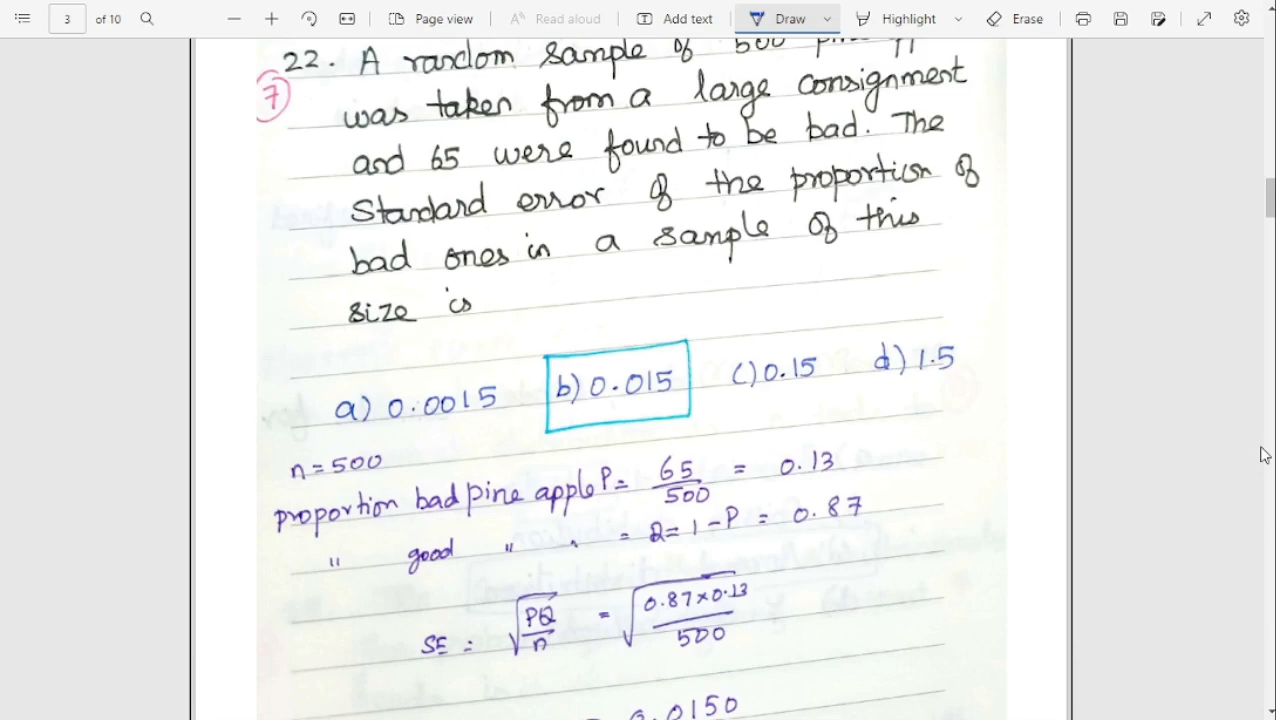 3 of 10 Page view Read aloud Add text Draw Highlight Erase
22. A random sample of 500
7 was taken from a large consignment
and 65 were found to be bad. The
Standard error of the proportion of
bad ones in a sample of this
size is
a) 0.0015 b) 0.015 (c) 0.15 d) 1.5
n = 500
proportion bad pine apple P = 65/500 = 0.13
" good " " = Q = 1 - P = 0.87
SE = √PQ/n = √0.87×0.13/500
0.0150